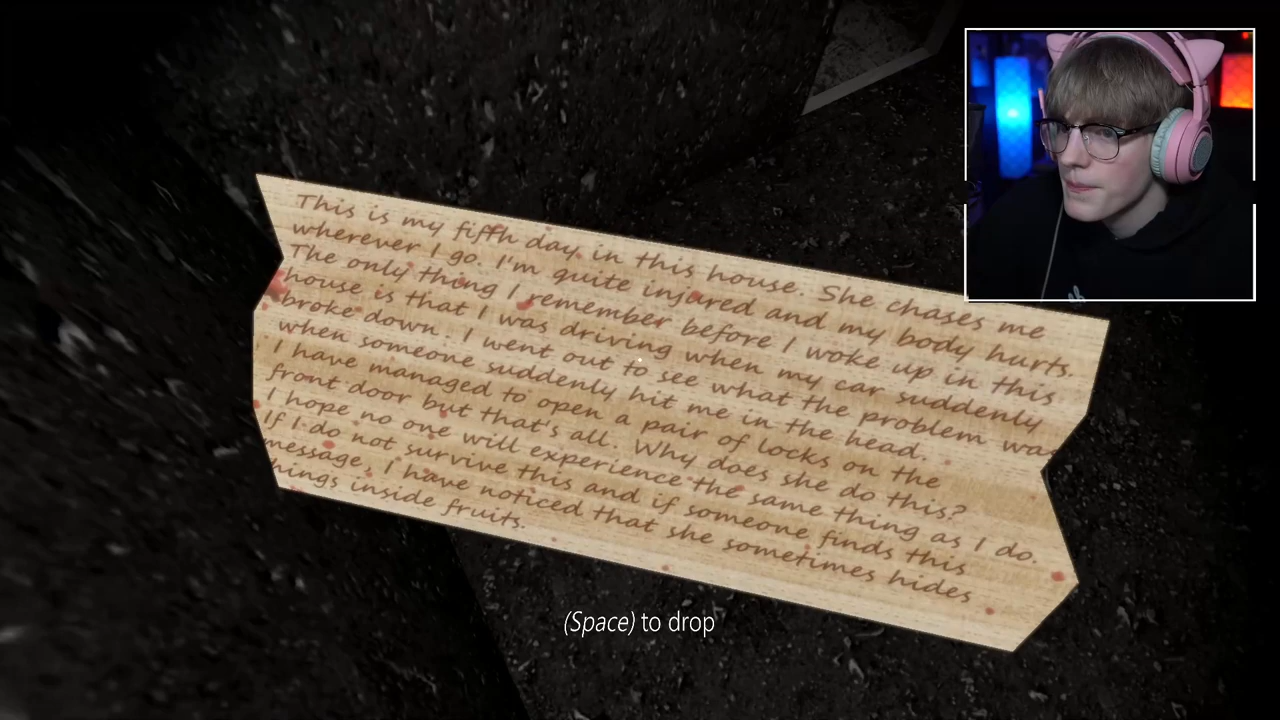 This is my fifth day in this house. She chases me
wherever I go. I'm quite injured and my body hurts.
The only thing I remember before I woke up in this
house is that I was driving when my car suddenly
broke down. I went out to see what the problem was
when someone suddenly hit me in the head.
I have managed to open a pair of locks on the
front door but that's all. Why does she do this?
I hope no one will experience the same thing as I do.
If I do not survive this and if someone finds this
message, I have noticed that she sometimes hides
things inside fruits.
(Space) to drop